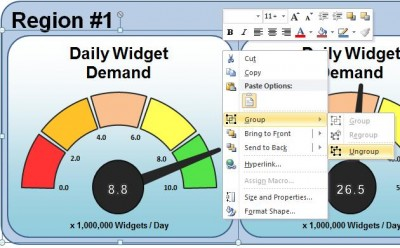 Region #1
11
A A
B I
A
Daily Widget
Demand
Da
t
0.0
2.0
4.0
6.0
8.0
10.0
8.8
x 1,000,000 Widgets / Day
Cut
Copy
Paste Options:
Group
Bring to Front
Send to Back
Hyperlink...
Assign Macro...
Size and Properties...
Format Shape...
Group
Regroup
Ungroup
26.5
x 1,000,000 Widgets / Day